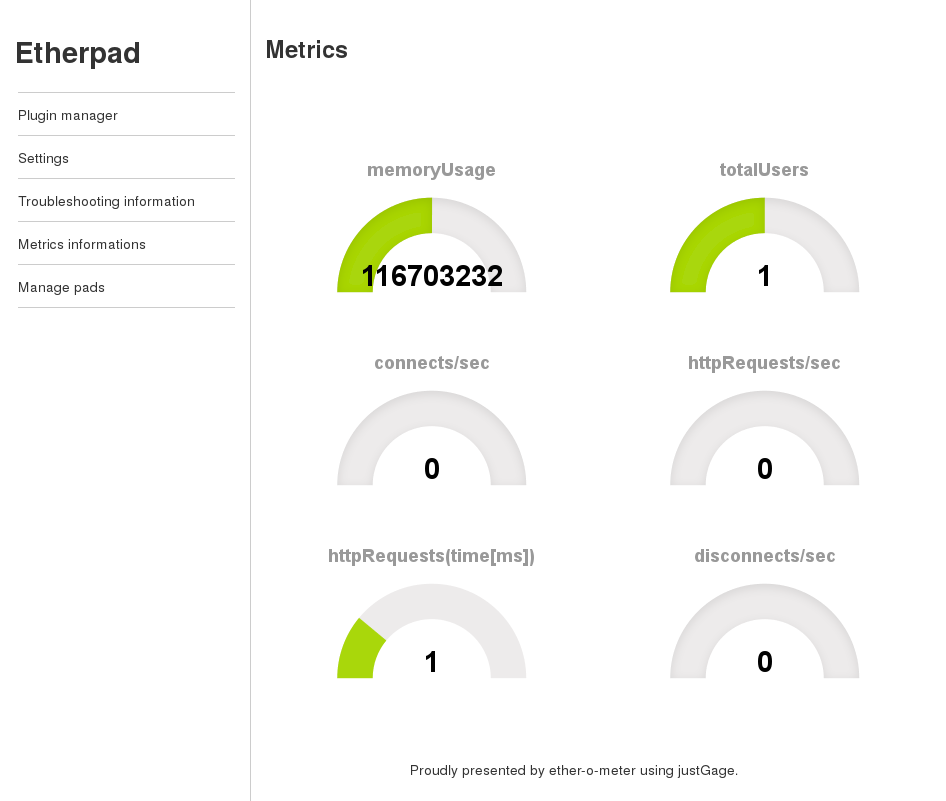 Etherpad
Plugin manager
Settings
Troubleshooting information
Metrics informations
Manage pads
Metrics
memoryUsage
116703232
totalUsers
1
connects/sec
0
httpRequests/sec
0
httpRequests(time[ms])
1
disconnects/sec
0
Proudly presented by ether-o-meter using justGage.